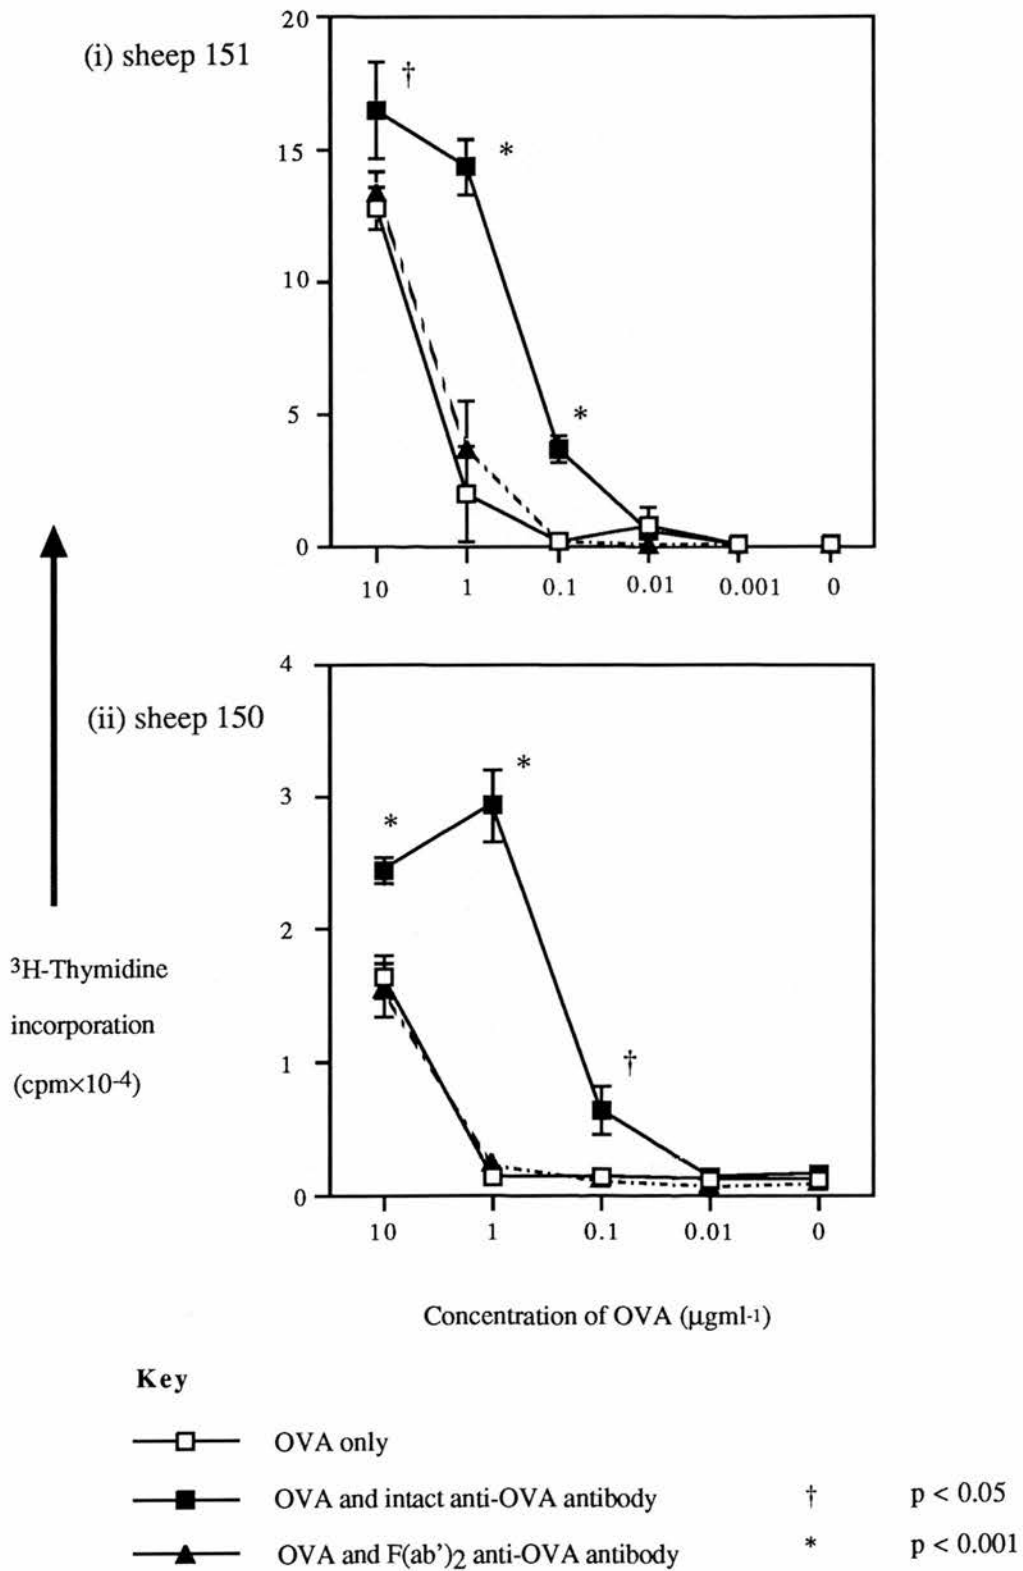 (i) sheep 151
20
†
15
*
10
*
5
0
10 1 0.1 0.01 0.001 0
(ii) sheep 150
4
*
3
*
2
†
1
0
10 1 0.1 0.01 0
³H-Thymidine
incorporation
(cpm×10⁻⁴)
Concentration of OVA (µgml⁻¹)
Key
OVA only
OVA and intact anti-OVA antibody † p < 0.05
OVA and F(ab')₂ anti-OVA antibody * p < 0.001